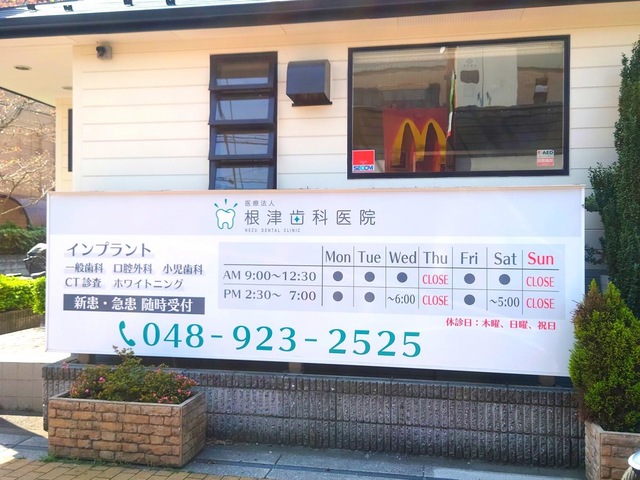 医療法人
根津歯科医院
NEZU DENTAL CLINIC
インプラント
一般歯科 口腔外科 小児歯科
CT診査 ホワイトニング
新患・急患 随時受付
Mon Tue Wed Thu Fri Sat Sun
AM 9:00～12:30 ● ● ● CLOSE ● ● CLOSE
PM 2:30～ 7:00 ● ● ～6:00 CLOSE ● ～5:00 CLOSE
休診日：木曜、日曜、祝日
048-923-2525
SECOM
AED